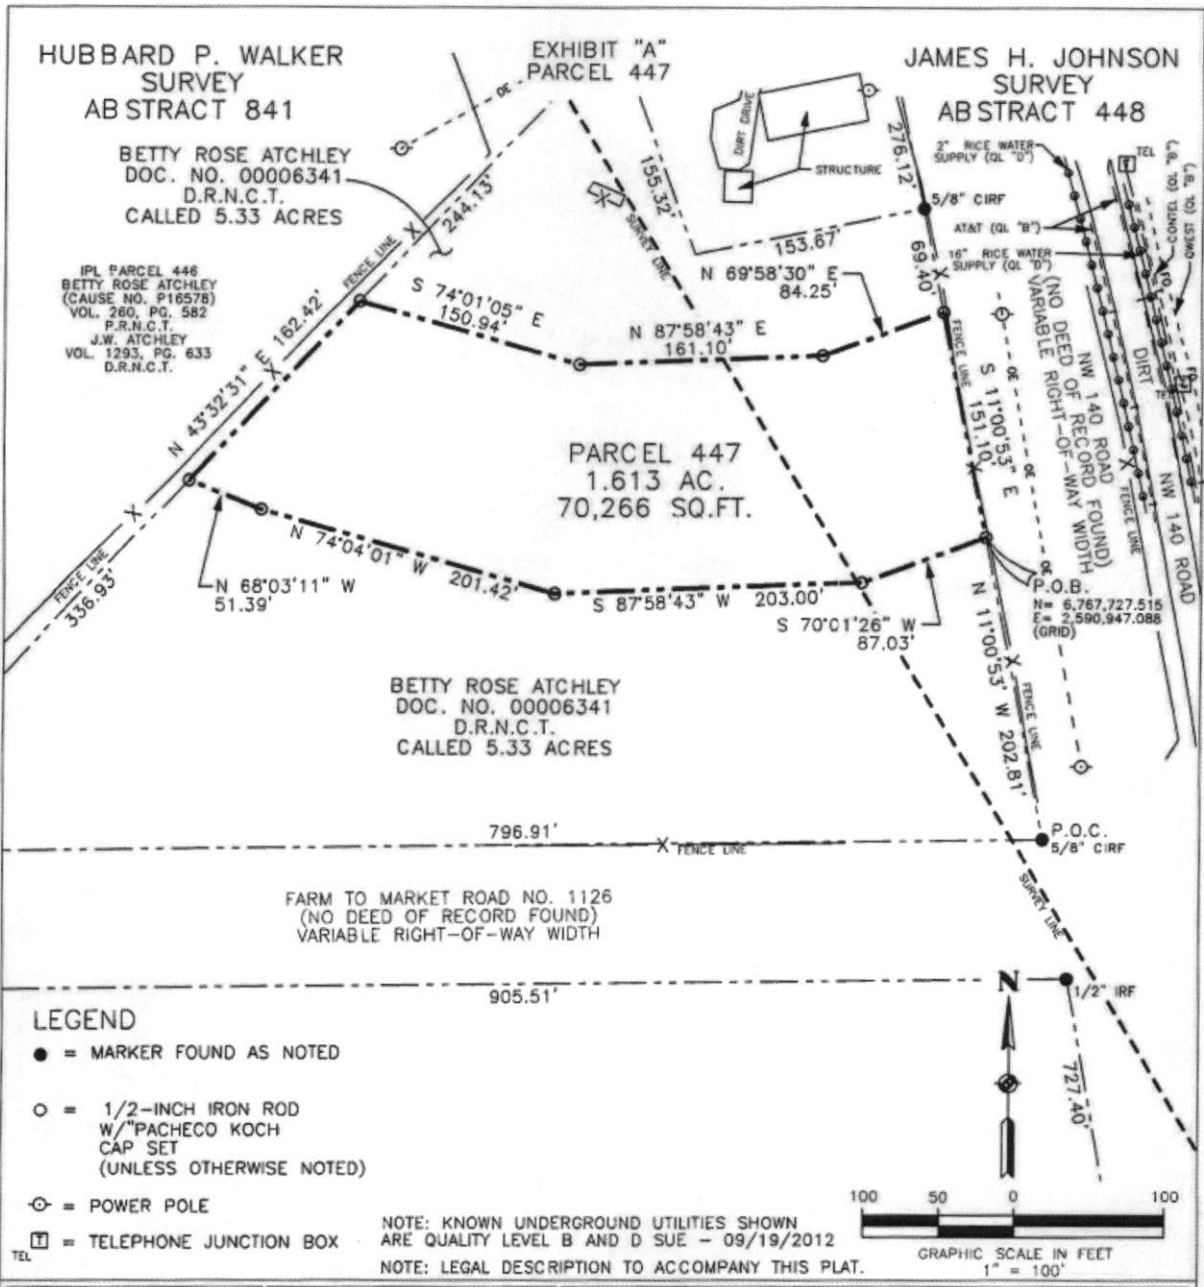 HUBBARD P. WALKER
SURVEY
ABSTRACT 841
EXHIBIT "A"
PARCEL 447
JAMES H. JOHNSON
SURVEY
ABSTRACT 448
BETTY ROSE ATCHLEY
DOC. NO. 00006341
D.R.N.C.T.
CALLED 5.33 ACRES
IPL PARCEL 446
BETTY ROSE ATCHLEY
(CAUSE NO. P16578)
VOL. 260, PG. 582
P.R.N.C.T.
J.W. ATCHLEY
VOL. 1293, PG. 633
D.R.N.C.T.
OE
244.13'
FENCE LINE
N 43°32'31" E 162.42'
FENCE LINE
336.93'
155.32'
SURVEY LINE
DIRT DRIVE
STRUCTURE
276.12'
5/8" CIRF
153.67'
69.40'
2" RICE WATER
SUPPLY (QL "D")
AT&T (QL "B")
16" RICE WATER
SUPPLY (QL "D")
TEL
T
QWEST (QL "B")
CONTEL (QL "B")
FO
FO
TEL
T
S 74°01'05" E
150.94'
N 87°58'43" E
161.10'
N 69°58'30" E
84.25'
FENCE LINE
S 11°00'53" E
151.10'
OE
OE
NW 140 ROAD
(NO DEED OF RECORD FOUND)
VARIABLE RIGHT-OF-WAY WIDTH
DIRT
NW 140 ROAD
FENCE LINE
PARCEL 447
1.613 AC.
70,266 SQ.FT.
N 68°03'11" W
51.39'
N 74°04'01" W 201.42'
S 87°58'43" W 203.00'
S 70°01'26" W
87.03'
P.O.B.
N= 6,767,727.515
E= 2,590,947.088
(GRID)
N 11°00'53" W 202.81'
FENCE LINE
BETTY ROSE ATCHLEY
DOC. NO. 00006341
D.R.N.C.T.
CALLED 5.33 ACRES
796.91'
FENCE LINE
P.O.C.
5/8" CIRF
FARM TO MARKET ROAD NO. 1126
(NO DEED OF RECORD FOUND)
VARIABLE RIGHT-OF-WAY WIDTH
SURVEY LINE
905.51'
N
1/2" IRF
727.40'
LEGEND
= MARKER FOUND AS NOTED
= 1/2-INCH IRON ROD
W/"PACHECO KOCH
CAP SET
(UNLESS OTHERWISE NOTED)
= POWER POLE
TEL T = TELEPHONE JUNCTION BOX
NOTE: KNOWN UNDERGROUND UTILITIES SHOWN
ARE QUALITY LEVEL B AND D SUE - 09/19/2012
NOTE: LEGAL DESCRIPTION TO ACCOMPANY THIS PLAT.
100 50 0 100
GRAPHIC SCALE IN FEET
1" = 100'